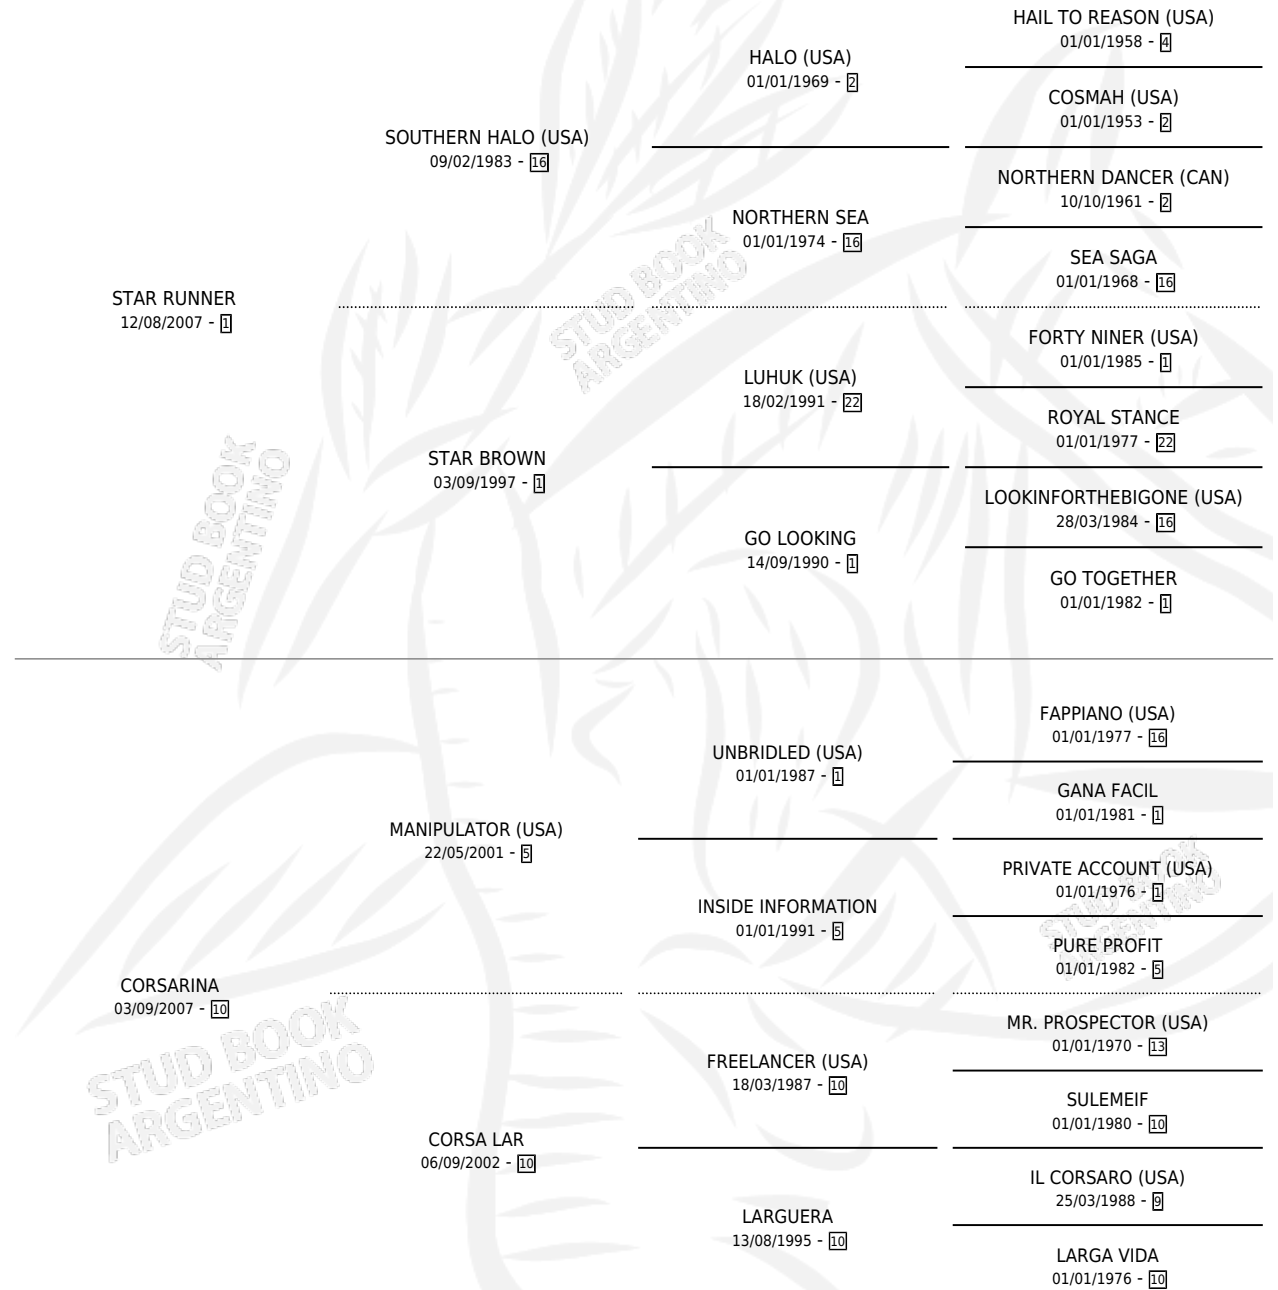 HAIL TO REASON (USA)
01/01/1958 - 4
HALO (USA)
01/01/1969 - 2
COSMAH (USA)
01/01/1953 - 2
SOUTHERN HALO (USA)
09/02/1983 - 16
NORTHERN DANCER (CAN)
10/10/1961 - 2
NORTHERN SEA
01/01/1974 - 16
SEA SAGA
01/01/1968 - 16
STUD BOOK
ARGENTINO
STAR RUNNER
12/08/2007 - 1
FORTY NINER (USA)
01/01/1985 - 1
LUHUK (USA)
18/02/1991 - 22
ROYAL STANCE
01/01/1977 - 22
STAR BROWN
03/09/1997 - 1
LOOKINFORTHEBIGONE (USA)
28/03/1984 - 16
GO LOOKING
14/09/1990 - 1
GO TOGETHER
01/01/1982 - 1
STUD BOOK
ARGENTINO
FAPPIANO (USA)
01/01/1977 - 16
UNBRIDLED (USA)
01/01/1987 - 1
GANA FACIL
01/01/1981 - 1
MANIPULATOR (USA)
22/05/2001 - 5
PRIVATE ACCOUNT (USA)
01/01/1976 - 1
INSIDE INFORMATION
01/01/1991 - 5
STUD BOOK
ARGENTINO
PURE PROFIT
01/01/1982 - 5
CORSARINA
03/09/2007 - 10
MR. PROSPECTOR (USA)
01/01/1970 - 13
FREELANCER (USA)
18/03/1987 - 10
SULEMEIF
01/01/1980 - 10
STUD BOOK
ARGENTINO
CORSA LAR
06/09/2002 - 10
IL CORSARO (USA)
25/03/1988 - 9
LARGUERA
13/08/1995 - 10
LARGA VIDA
01/01/1976 - 10